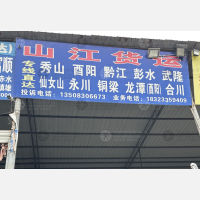 山江货运
专线直达
秀山 酉阳 黔江 彭水 武隆
仙女山 永川 铜梁 龙潭(酉阳) 合川
投诉电话:13508306673 业务电话:18323359409